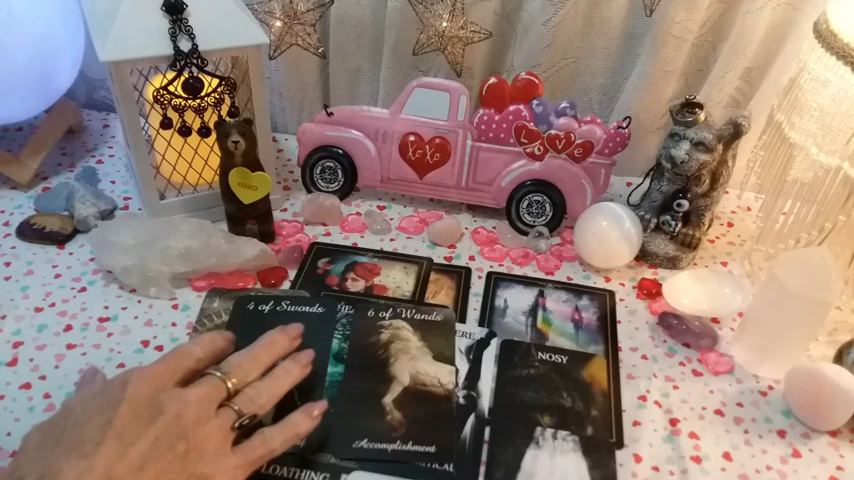 XoXo
Love
xoxo
4 of Swords
6 of Wands
NOSY
Accomplishment
LOATHING